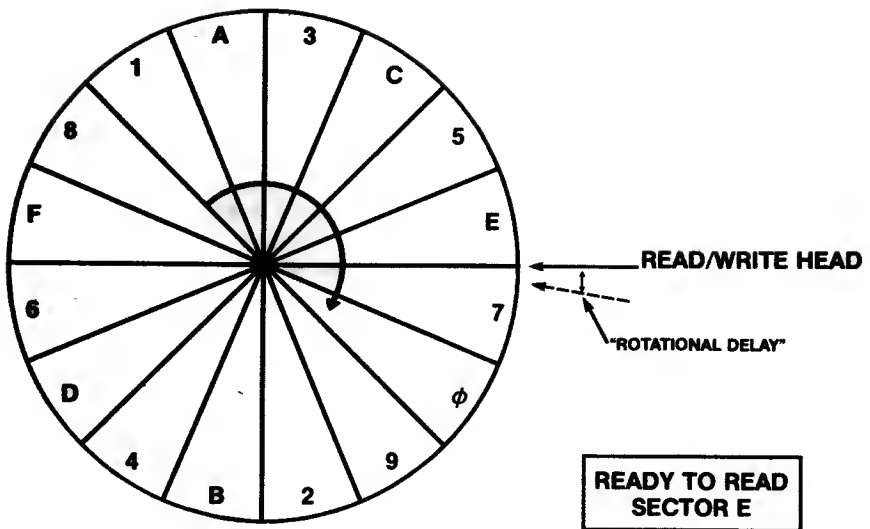 A
3
1
C
8
5
F
E
READ/WRITE HEAD
6
7
"ROTATIONAL DELAY"
D
ϕ
4
9
B
2
READY TO READ
SECTOR E